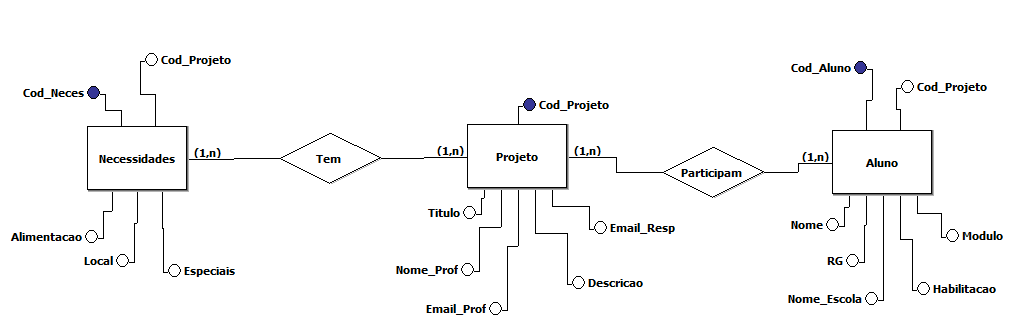 Cod_Projeto
Cod_Neces
Necessidades
(1,n)
Alimentacao
Local
Especiais
Tem
Cod_Projeto
(1,n)
Projeto
(1,n)
Titulo
Email_Resp
Nome_Prof
Descricao
Email_Prof
Participam
Cod_Aluno
Cod_Projeto
(1,n)
Aluno
Nome
Modulo
RG
Habilitacao
Nome_Escola